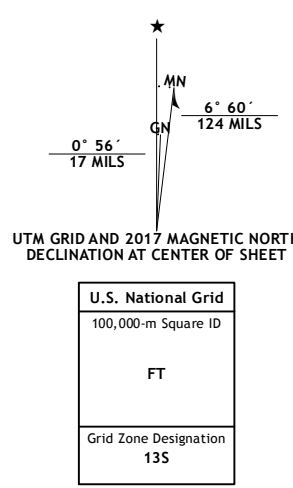 MN
GN
6° 60´
124 MILS
0° 56´
17 MILS
UTM GRID AND 2017 MAGNETIC NORTH
DECLINATION AT CENTER OF SHEET
U.S. National Grid
100,000-m Square ID
FT
Grid Zone Designation
13S